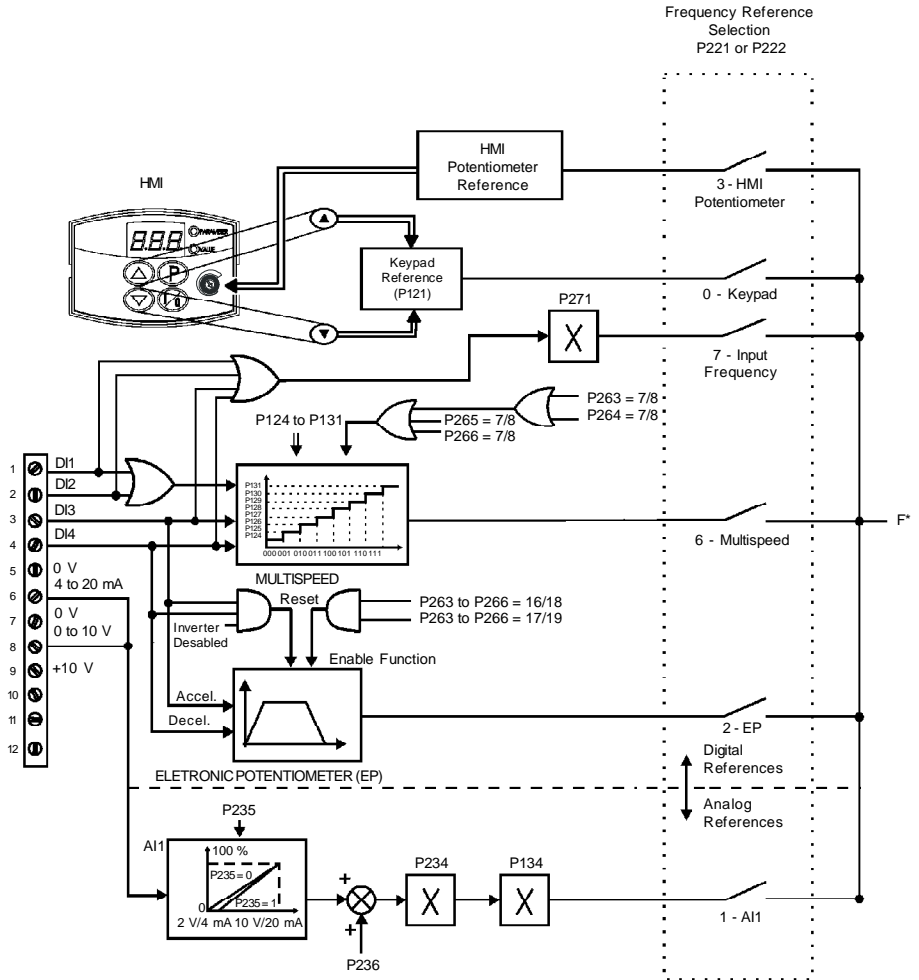 Frequency Reference
Selection
P221 or P222
HMI
Potentiometer
Reference
3 - HMI
Potentiometer
HMI
8.8.8
PARAMETER
VALUE
P
Keypad
Reference
(P121)
0 - Keypad
P271
X
7 - Input
Frequency
P124 to P131
P265 = 7/8
P266 = 7/8
P263 = 7/8
P264 = 7/8
1 DI1
2 DI2
3 DI3
4 DI4
5 0 V
4 to 20 mA
6
7 0 V
0 to 10 V
8
9 +10 V
10
11
12
P131
P130
P129
P128
P127
P126
P125
P124
000 001 010 011 100 101 110 111
MULTISPEED
6 - Multispeed
F*
Reset
Inverter
Desabled
P263 to P266 = 16/18
P263 to P266 = 17/19
Enable Function
Accel.
Decel.
2 - EP
ELETRONIC POTENTIOMETER (EP)
Digital
References
Analog
References
P235
AI1
100 %
P235 = 0
P235 = 1
0
2 V/4 mA 10 V/20 mA
+
+
P236
P234
X
P134
X
1 - AI1